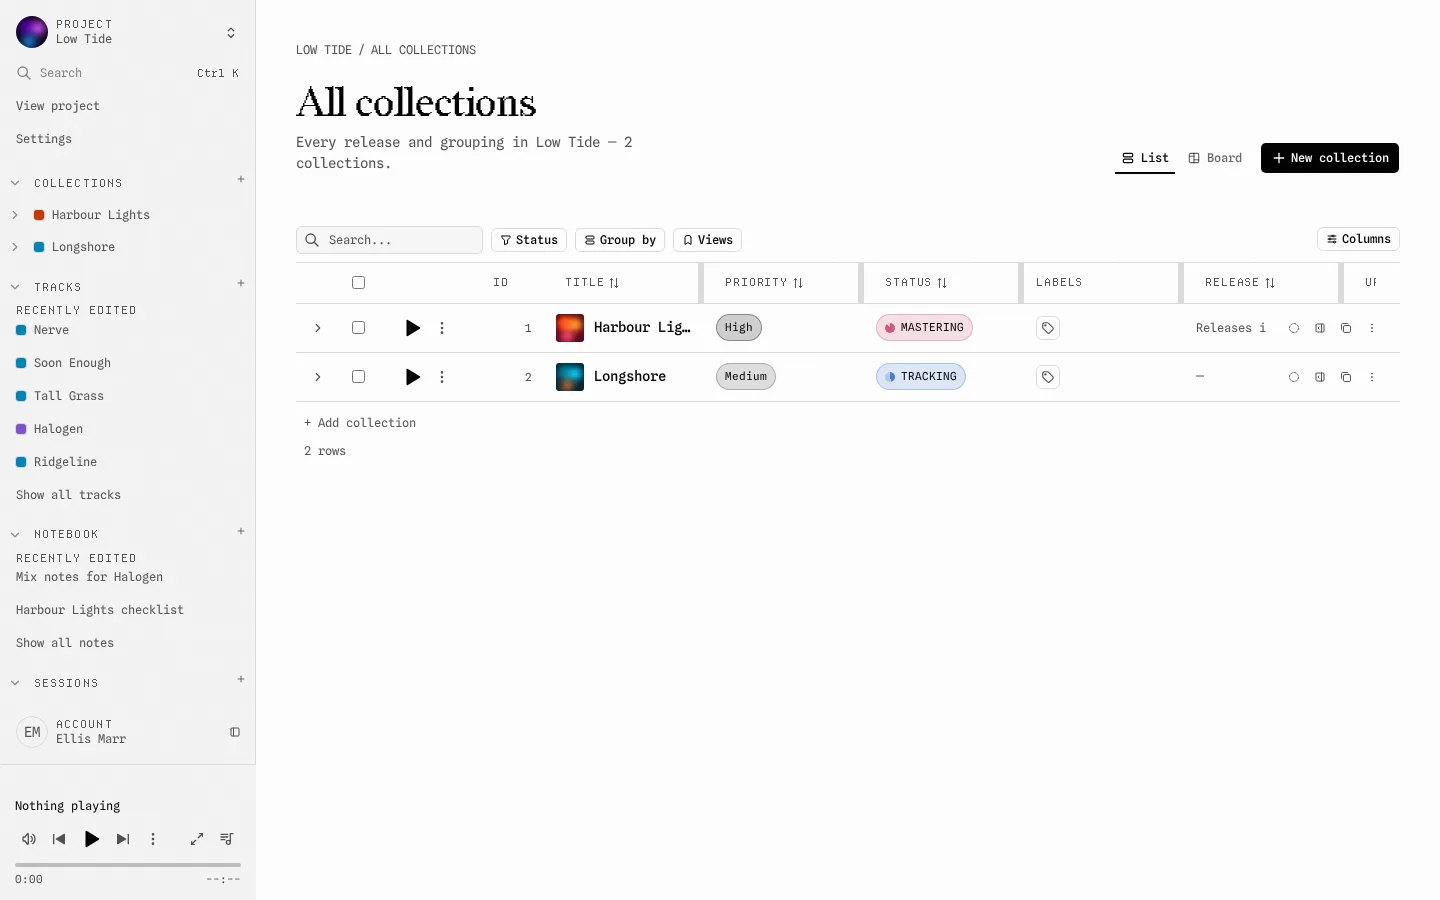 PROJECT
Low Tide
Search Ctrl K
View project
Settings
COLLECTIONS +
Harbour Lights
Longshore
TRACKS +
RECENTLY EDITED
Nerve
Soon Enough
Tall Grass
Halogen
Ridgeline
Show all tracks
NOTEBOOK +
RECENTLY EDITED
Mix notes for Halogen
Harbour Lights checklist
Show all notes
SESSIONS +
EM
ACCOUNT
Ellis Marr
Nothing playing
0:00 --:--
LOW TIDE / ALL COLLECTIONS
All collections
Every release and grouping in Low Tide — 2
collections.
List Board + New collection
Search... Status Group by Views Columns
ID TITLE PRIORITY STATUS LABELS RELEASE UP
1 Harbour Lig… High MASTERING Releases i
2 Longshore Medium TRACKING —
+ Add collection
2 rows